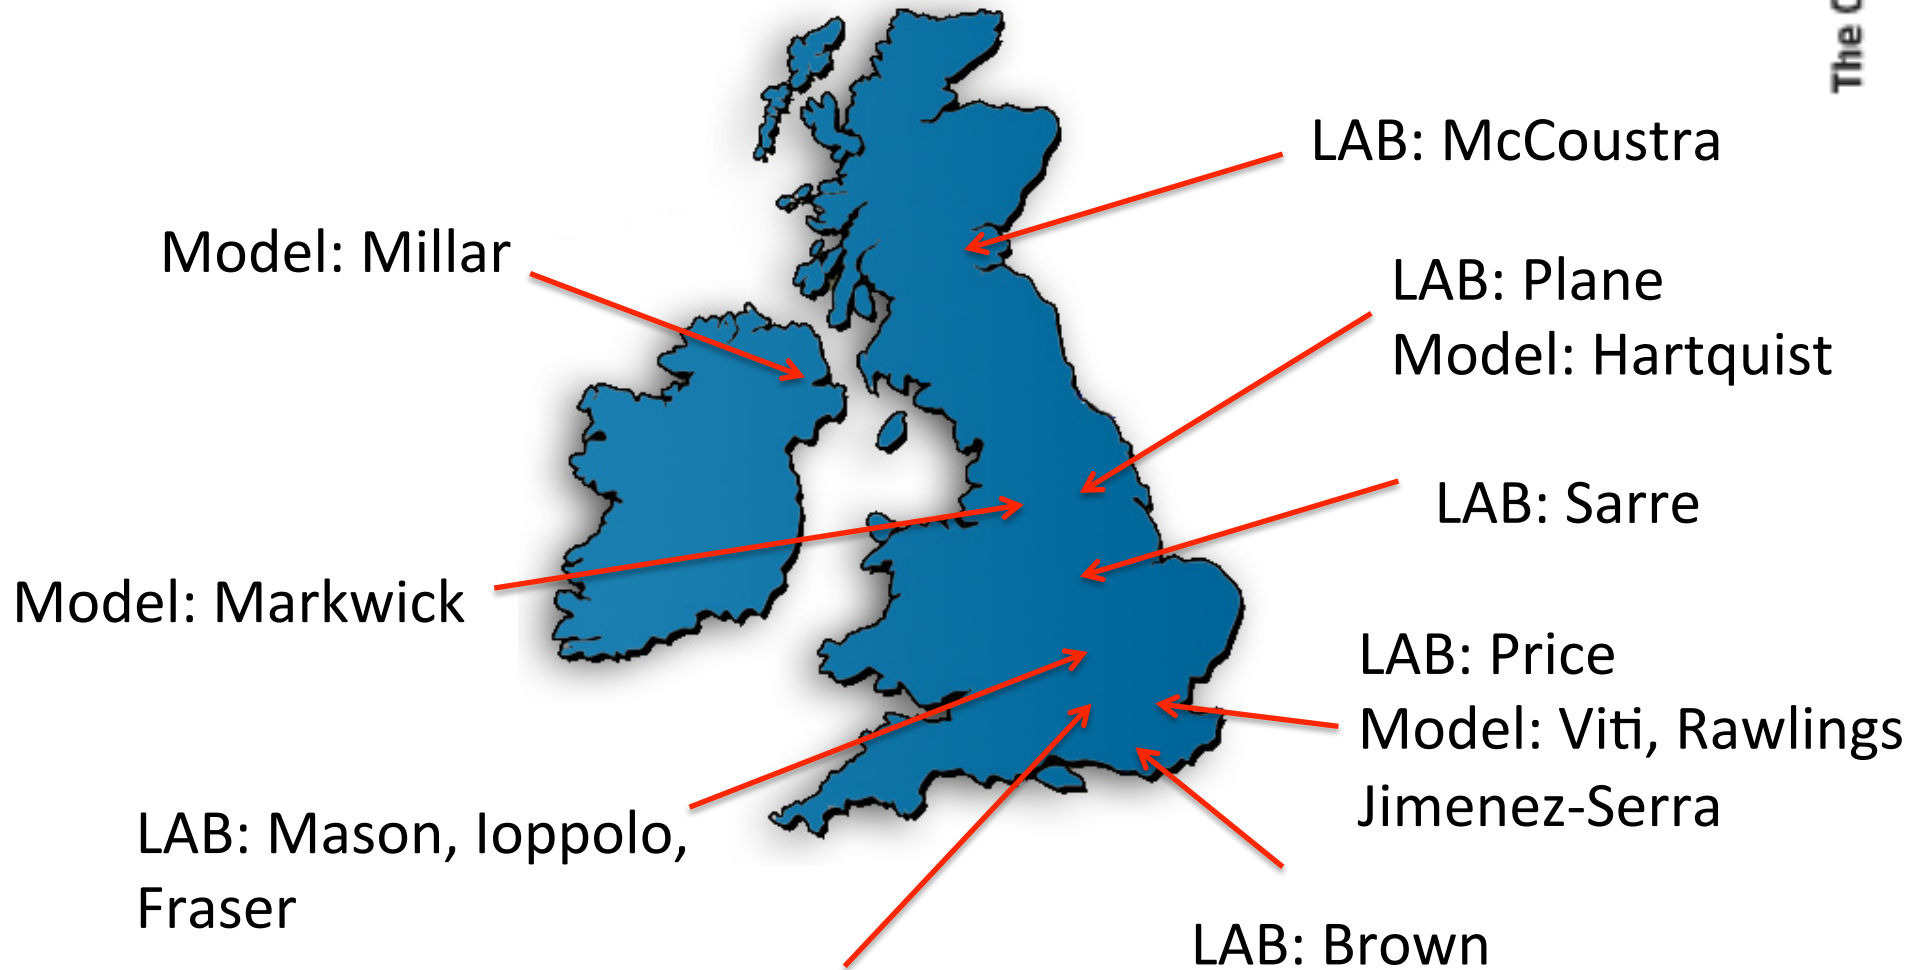 The
LAB: McCoustra
Model: Millar
LAB: Plane
Model: Hartquist
LAB: Sarre
Model: Markwick
LAB: Price
Model: Viti, Rawlings
Jimenez-Serra
LAB: Mason, Ioppolo,
Fraser
LAB: Brown